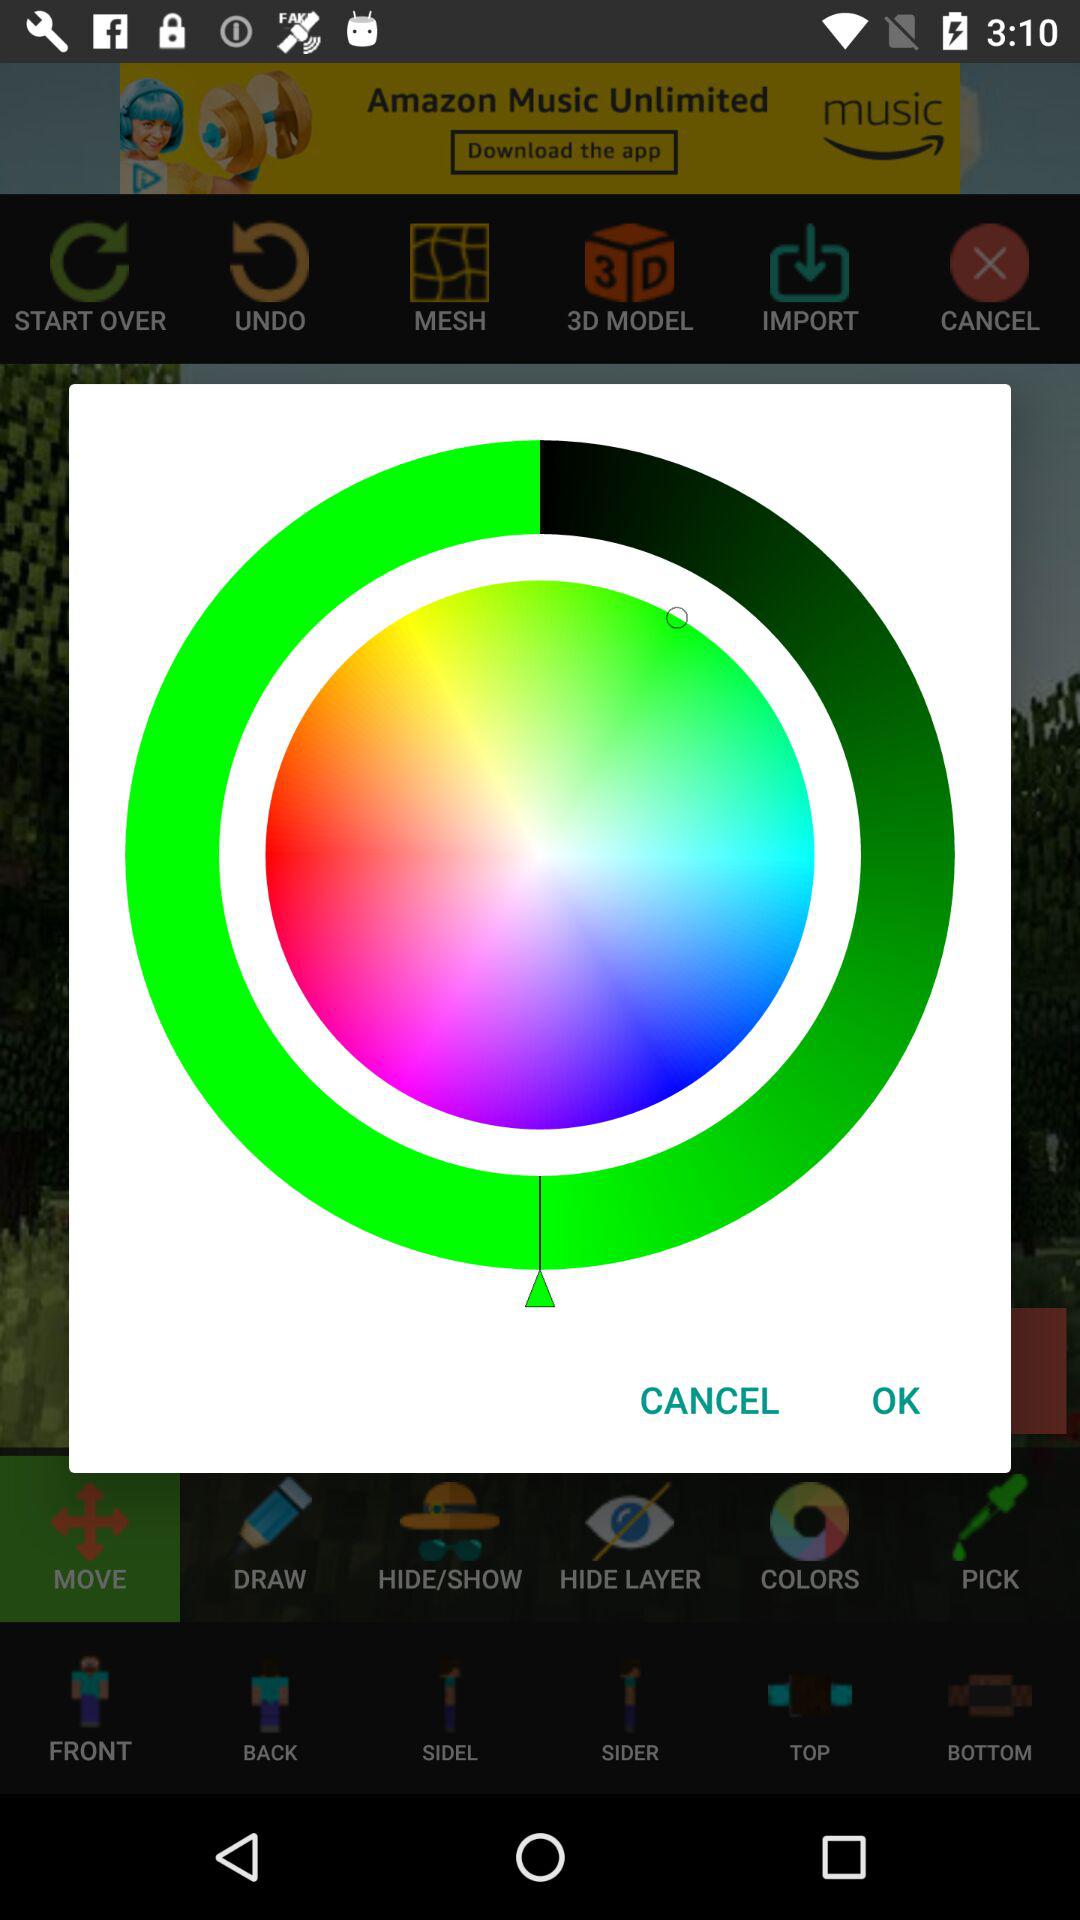 FAKE
3:10
Amazon Music Unlimited
Download the app
music
3D
START OVER
UNDO
MESH
3D MODEL
IMPORT
CANCEL
CANCEL
OK
MOVE
DRAW
HIDE/SHOW
HIDE LAYER
COLORS
PICK
FRONT
BACK
SIDEL
SIDER
TOP
BOTTOM